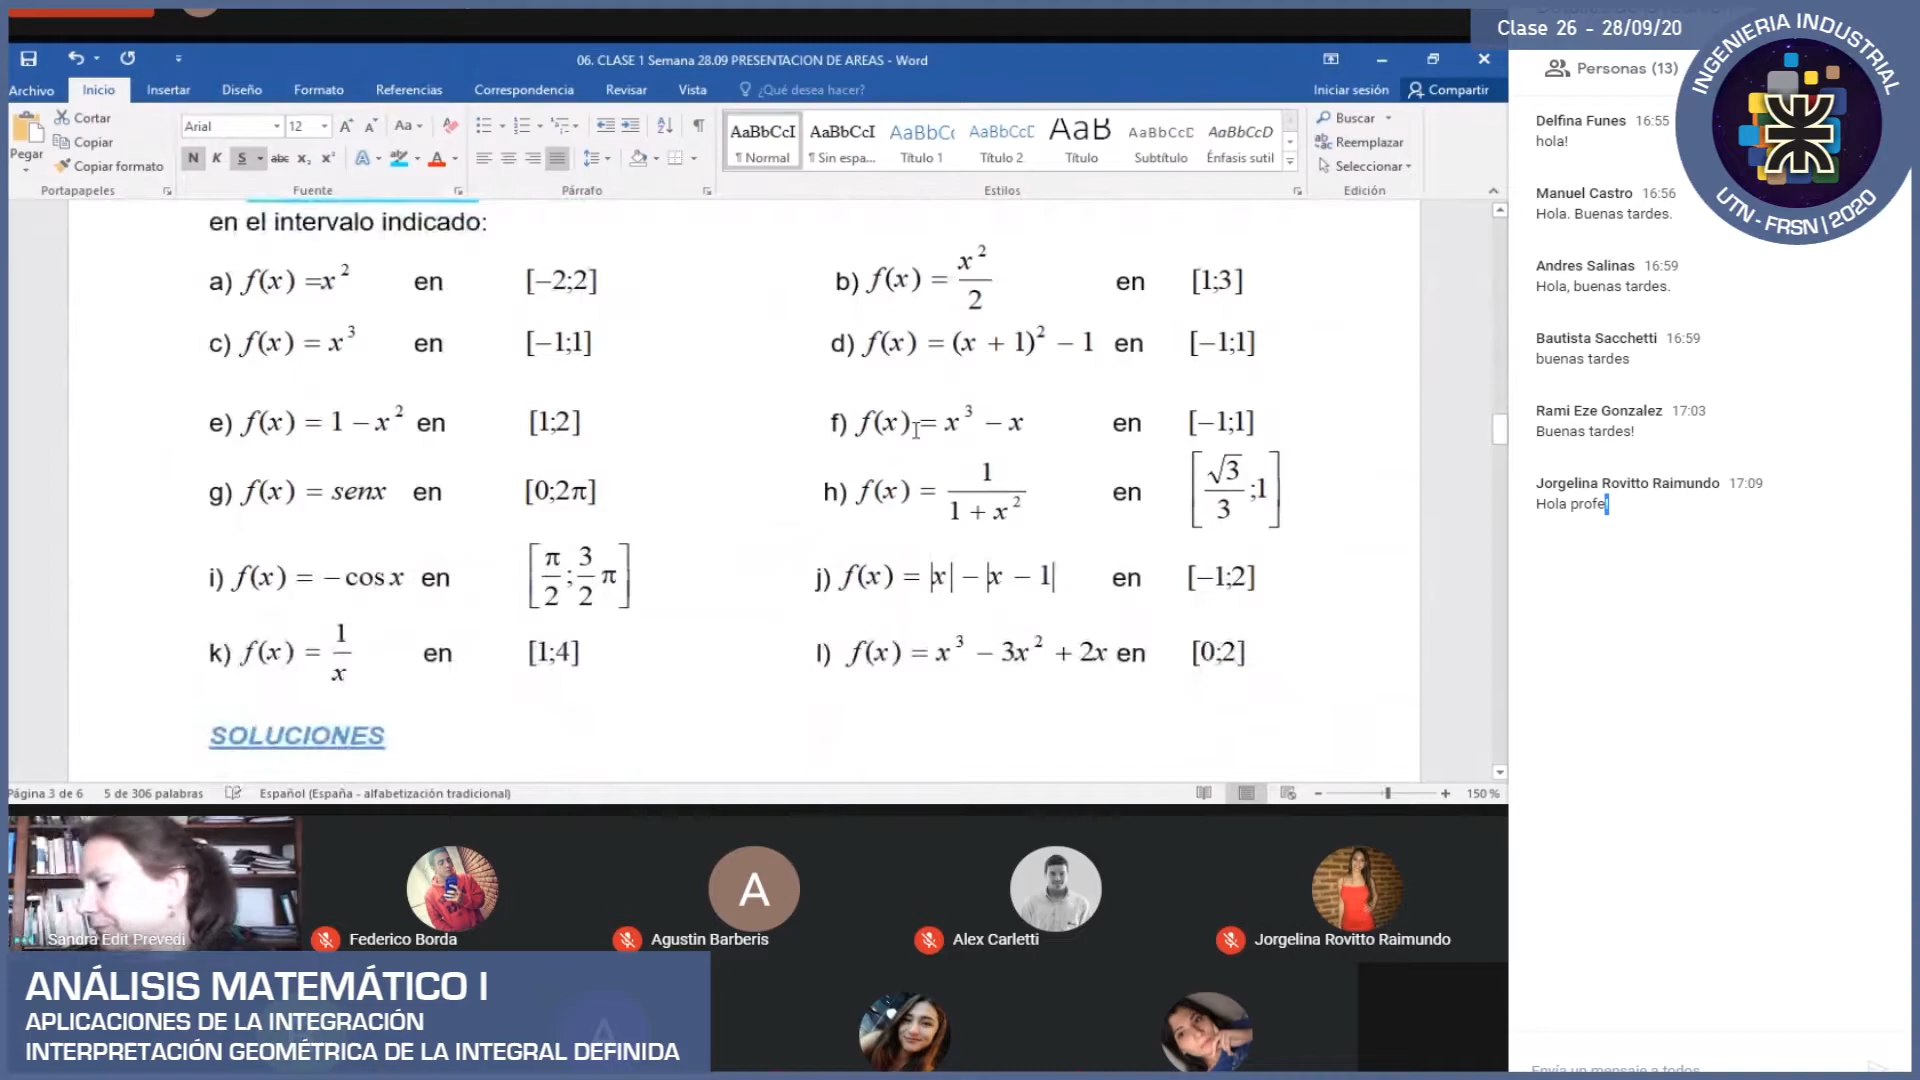 Clase 26 - 28/09/20
INGENIERIA INDUSTRIAL
UTN - FRSN | 2020
06. CLASE 1 Semana 28.09 PRESENTACION DE AREAS - Word
Archivo Inicio Insertar Diseño Formato Referencias Correspondencia Revisar Vista ¿Qué desea hacer? Iniciar sesión Compartir
Pegar
Cortar
Copiar
Copiar formato
Portapapeles
Arial 12
N K S abc x₂ x²
Fuente
Párrafo
AaBbCcI AaBbCcI AaBbCc AaBbCcC AaB AaBbCcC AaBbCcD
¶ Normal ¶ Sin espa... Título 1 Título 2 Título Subtítulo Énfasis sutil
Estilos
Buscar
Reemplazar
Seleccionar
Edición
en el intervalo indicado:
a) f(x) =x² en [−2;2] b) f(x) = x²/2 en [1;3]
c) f(x) = x³ en [−1;1] d) f(x) = (x + 1)² − 1 en [−1;1]
e) f(x) = 1 − x² en [1;2] f) f(x) = x³ − x en [−1;1]
g) f(x) = senx en [0;2π] h) f(x) = 1/(1 + x²) en [√3/3;1]
i) f(x) = − cos x en [π/2;3/2 π] j) f(x) = |x| − |x − 1| en [−1;2]
k) f(x) = 1/x en [1;4] l) f(x) = x³ − 3x² + 2x en [0;2]
SOLUCIONES
Página 3 de 6 5 de 306 palabras Español (España - alfabetización tradicional) 150 %
Personas (13)
Delfina Funes 16:55
hola!
Manuel Castro 16:56
Hola. Buenas tardes.
Andres Salinas 16:59
Hola, buenas tardes.
Bautista Sacchetti 16:59
buenas tardes
Rami Eze Gonzalez 17:03
Buenas tardes!
Jorgelina Rovitto Raimundo 17:09
Hola profe!
Envía un mensaje a todos
Sandra Edit Prevedi
Federico Borda
A
Agustin Barberis
Alex Carletti
Jorgelina Rovitto Raimundo
ANÁLISIS MATEMÁTICO I
APLICACIONES DE LA INTEGRACIÓN
INTERPRETACIÓN GEOMÉTRICA DE LA INTEGRAL DEFINIDA